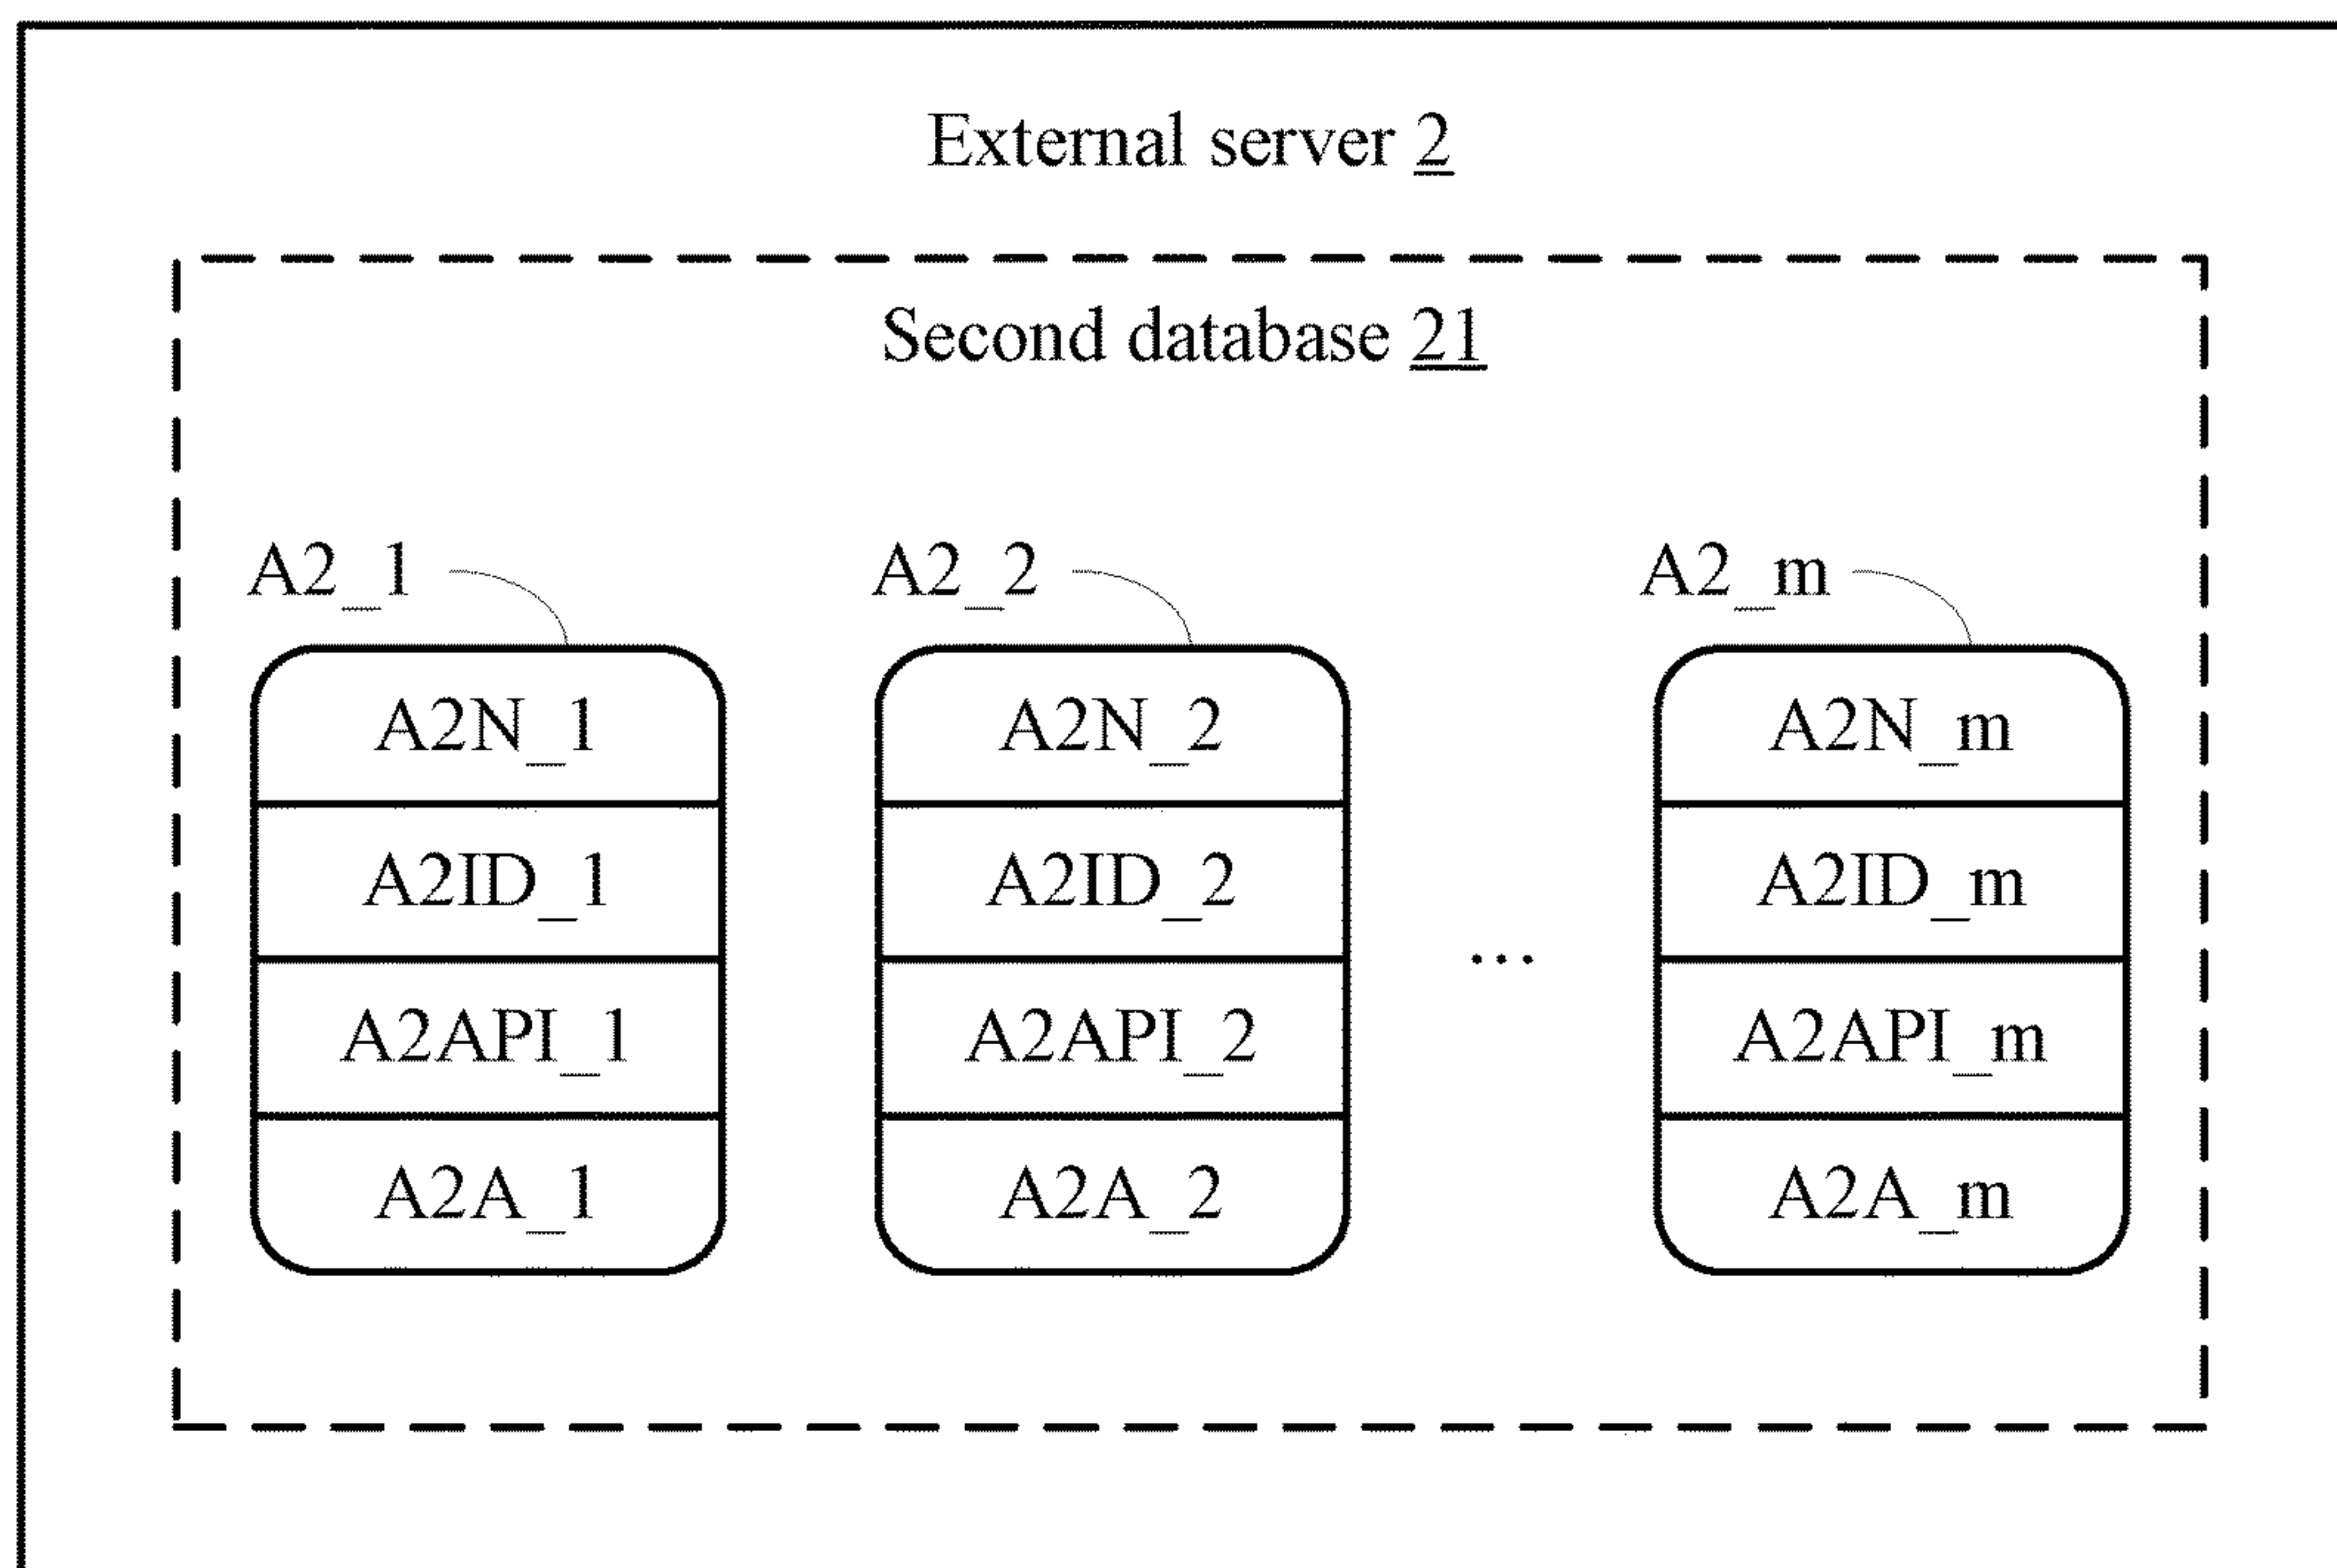 External server 2
Second database 21
A2_1 A2_2 A2_m
A2N_1 A2N_2 A2N_m
A2ID_1 A2ID_2 A2ID_m
...
A2API_1 A2API_2 A2API_m
A2A_1 A2A_2 A2A_m